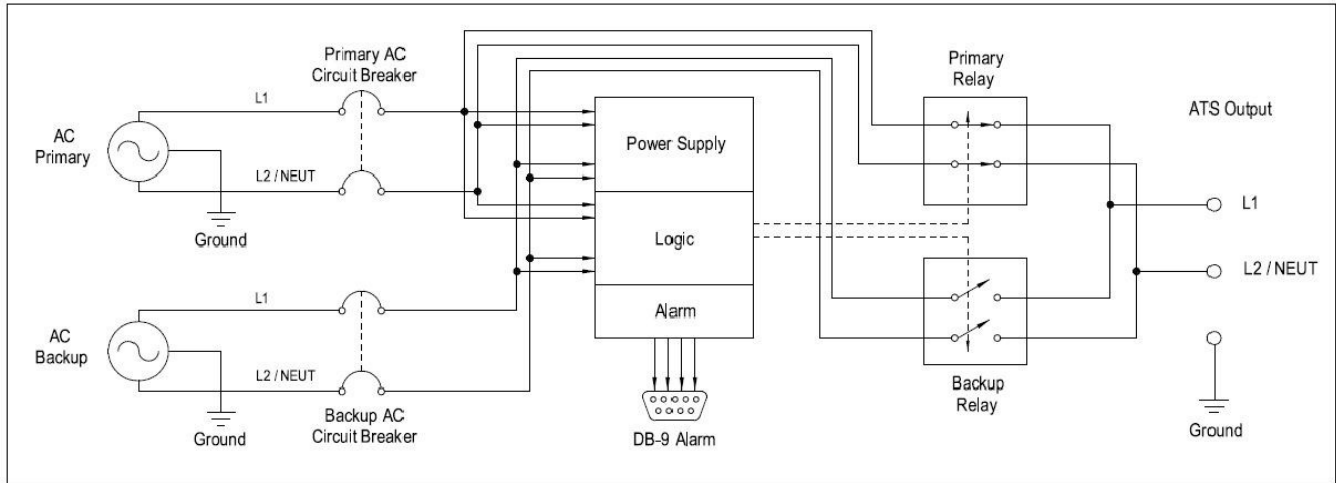 Primary AC
Circuit Breaker
L1
AC
Primary
L2 / NEUT
Ground
L1
AC
Backup
L2 / NEUT
Ground
Backup AC
Circuit Breaker
Power Supply
Logic
Alarm
DB-9 Alarm
Primary
Relay
Backup
Relay
ATS Output
L1
L2 / NEUT
Ground